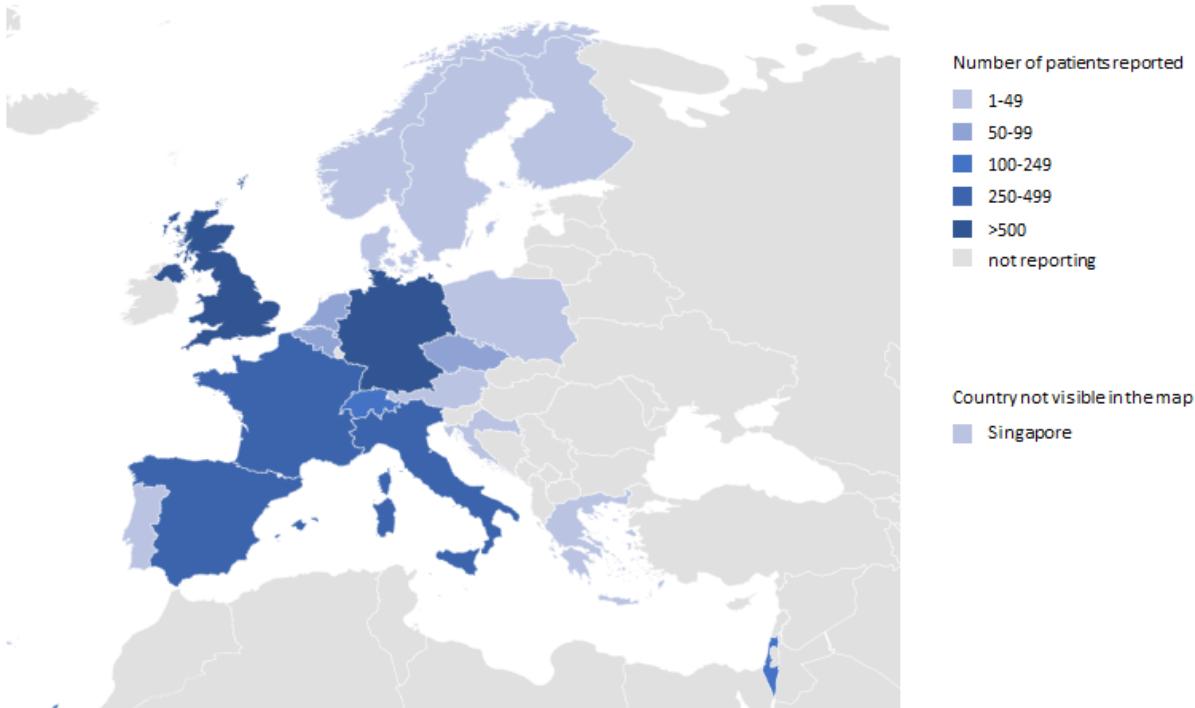 Number of patients reported
1-49
50-99
100-249
250-499
>500
not reporting
Country not visible in the map
Singapore